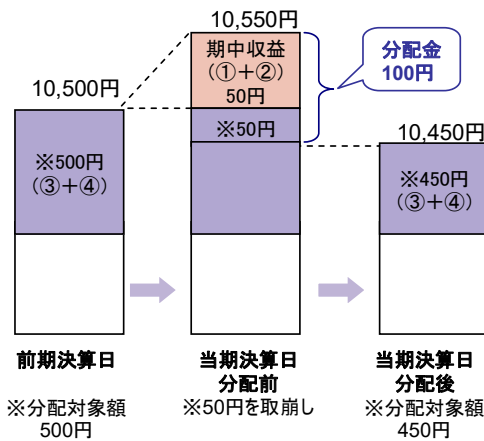 10,550円
期中収益
(①+②)
50円
分配金
100円
10,500円
※50円
10,450円
※500円
(③+④)
※450円
(③+④)
前期決算日
当期決算日
分配前
当期決算日
分配後
※分配対象額
500円
※50円を取崩し
※分配対象額
450円